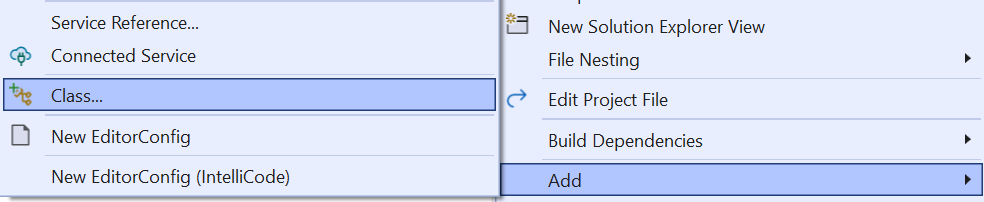 Service Reference...
Connected Service
Class...
New EditorConfig
New EditorConfig (IntelliCode)
New Solution Explorer View
File Nesting
Edit Project File
Build Dependencies
Add